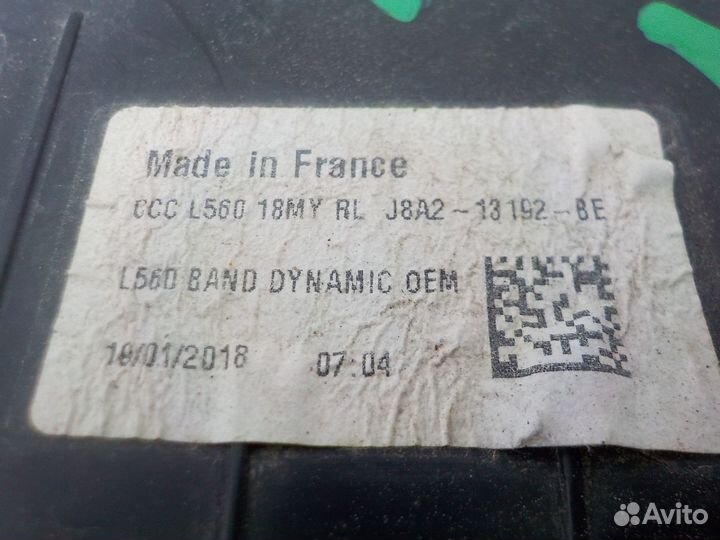 Made in France
CCC L560 18MY RL J8A2-13192-BE
L560 BAND DYNAMIC OEM
19/01/2018 07:04
Avito